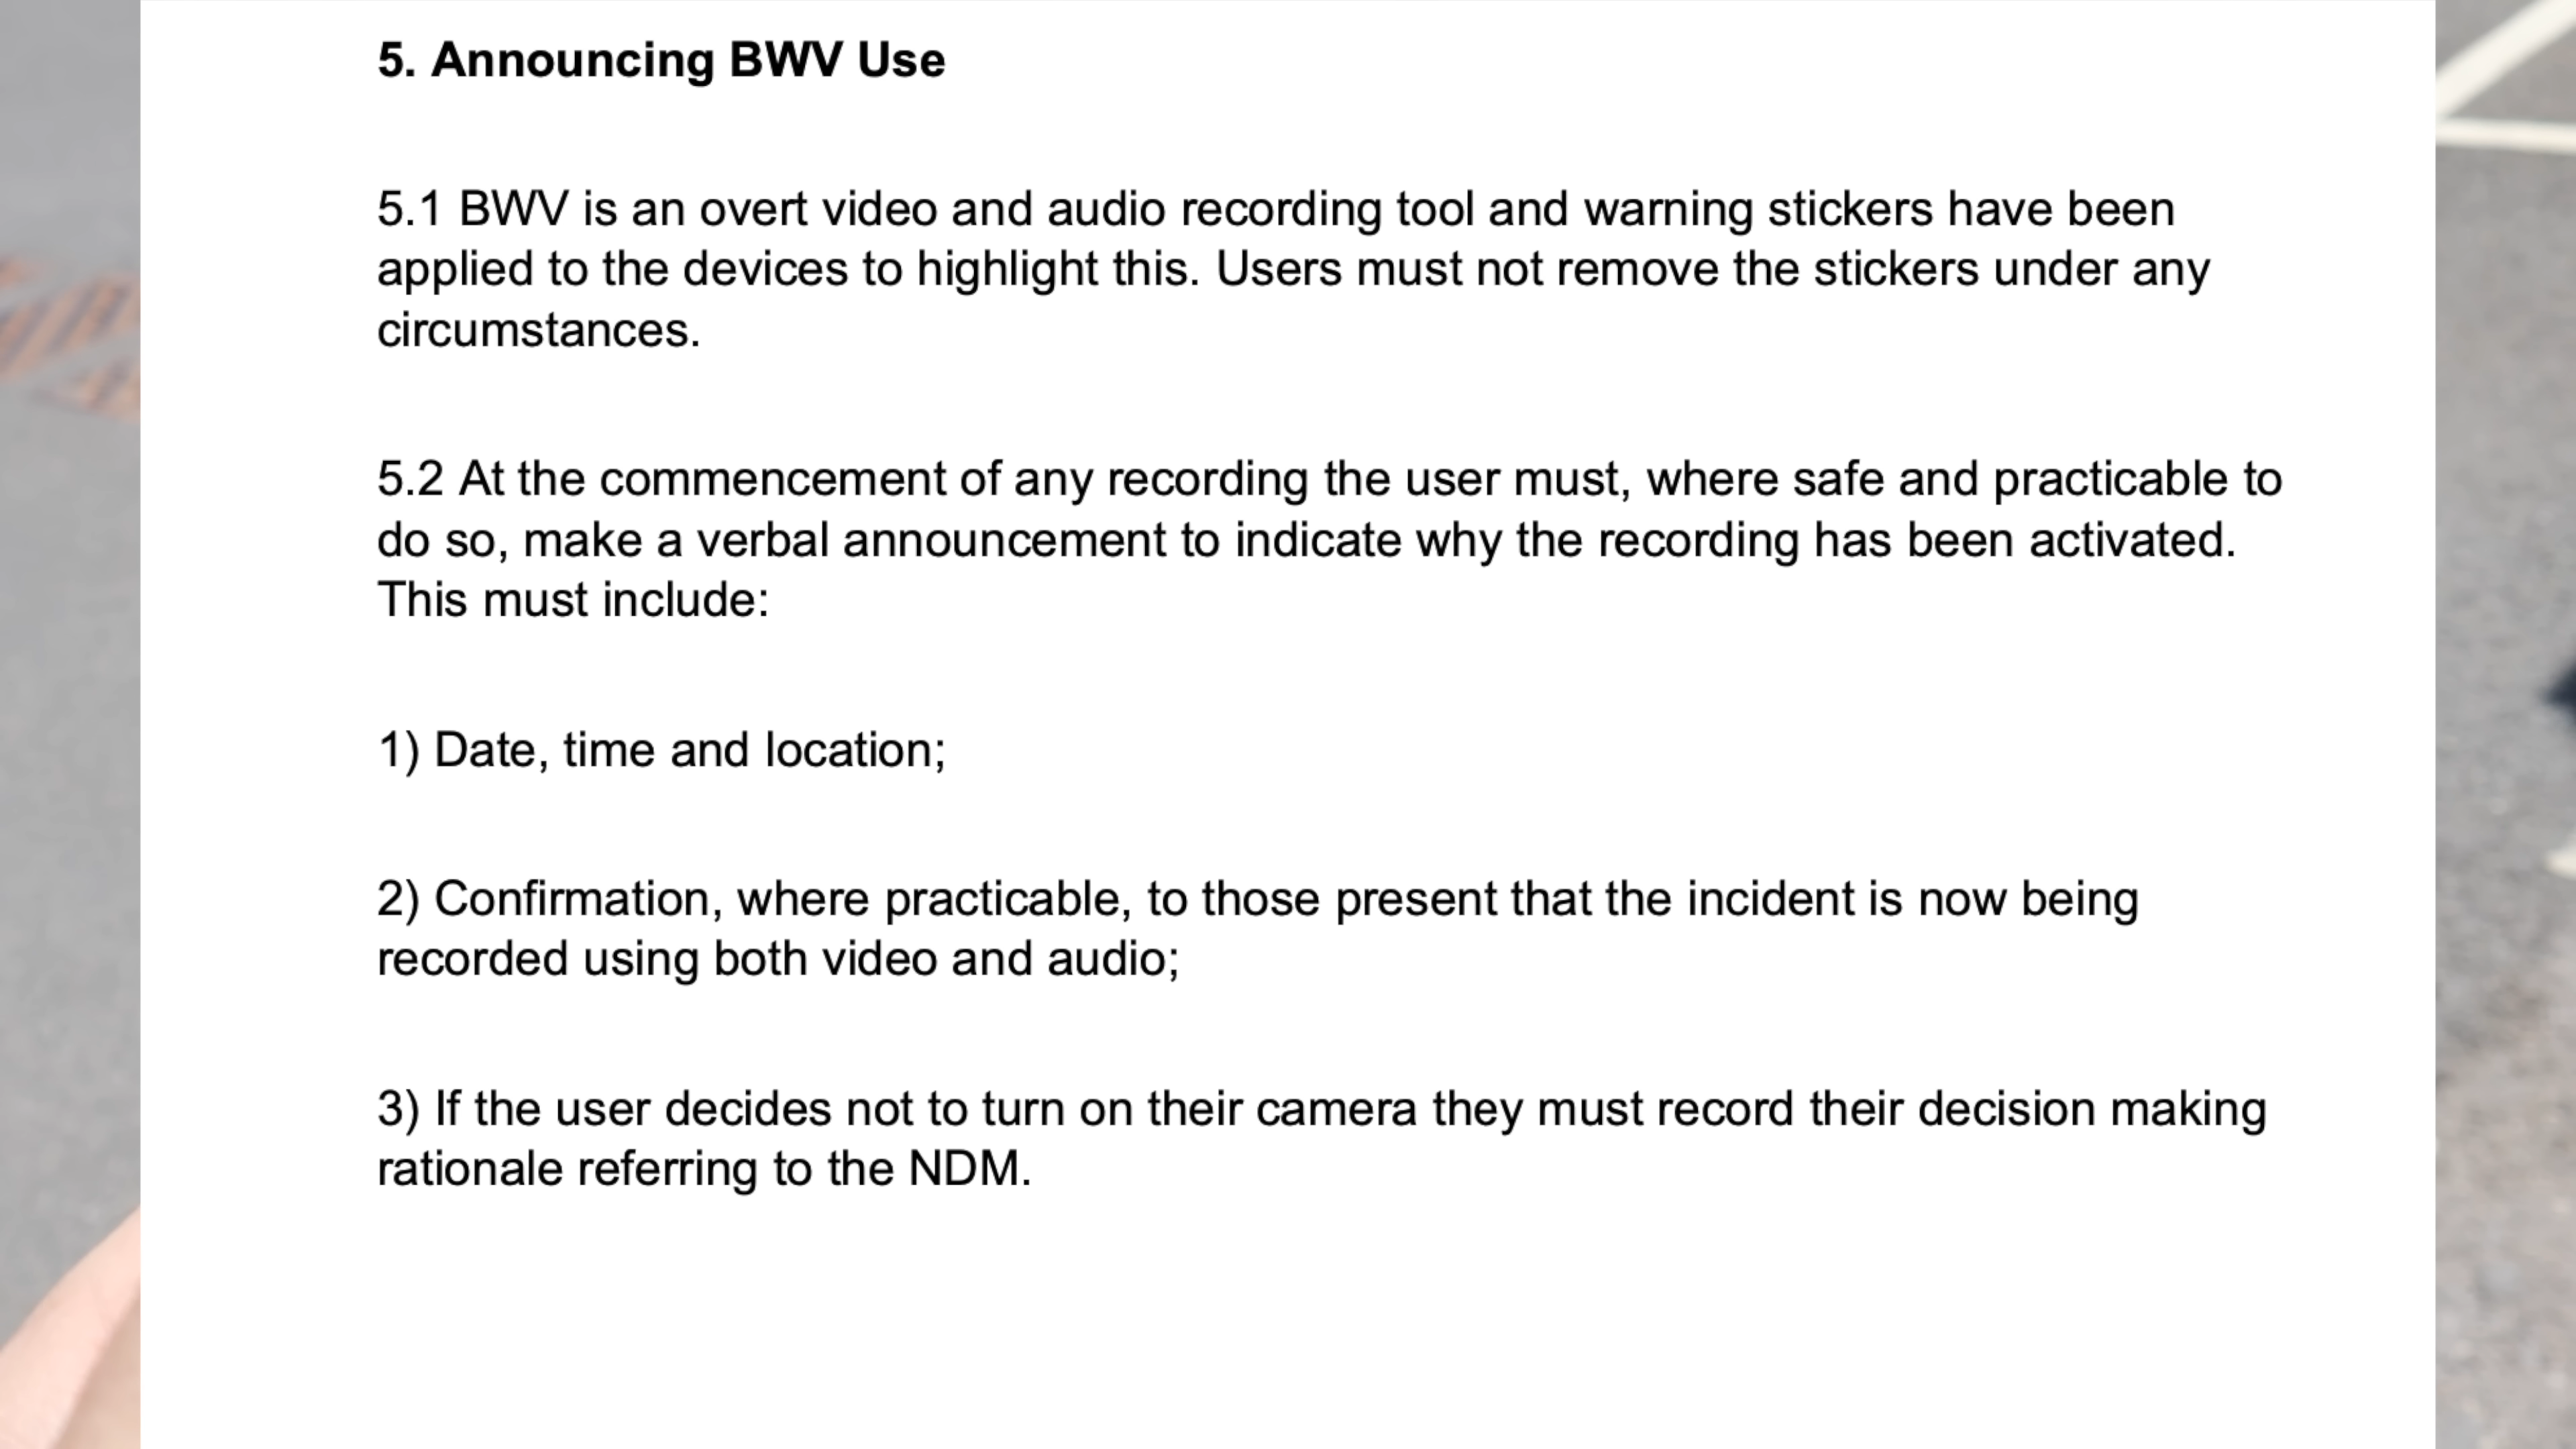 5. Announcing BWV Use
5.1 BWV is an overt video and audio recording tool and warning stickers have been
applied to the devices to highlight this. Users must not remove the stickers under any
circumstances.
5.2 At the commencement of any recording the user must, where safe and practicable to
do so, make a verbal announcement to indicate why the recording has been activated.
This must include:
1) Date, time and location;
2) Confirmation, where practicable, to those present that the incident is now being
recorded using both video and audio;
3) If the user decides not to turn on their camera they must record their decision making
rationale referring to the NDM.